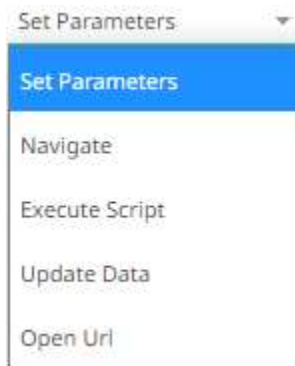 Set Parameters
Set Parameters
Navigate
Execute Script
Update Data
Open Url